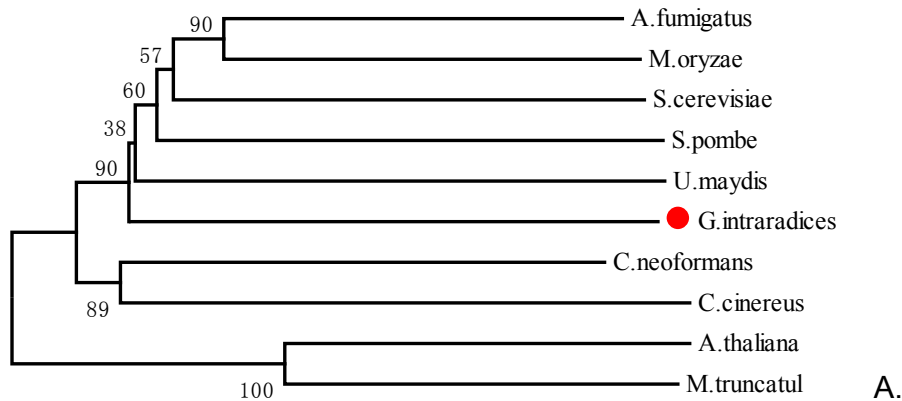 A.fumigatus
90
M.oryzae
57
S.cerevisiae
60
S.pombe
38
U.maydis
90
G.intraradices
C.neoformans
89
C.cinereus
A.thaliana
100
M.truncatul
A.